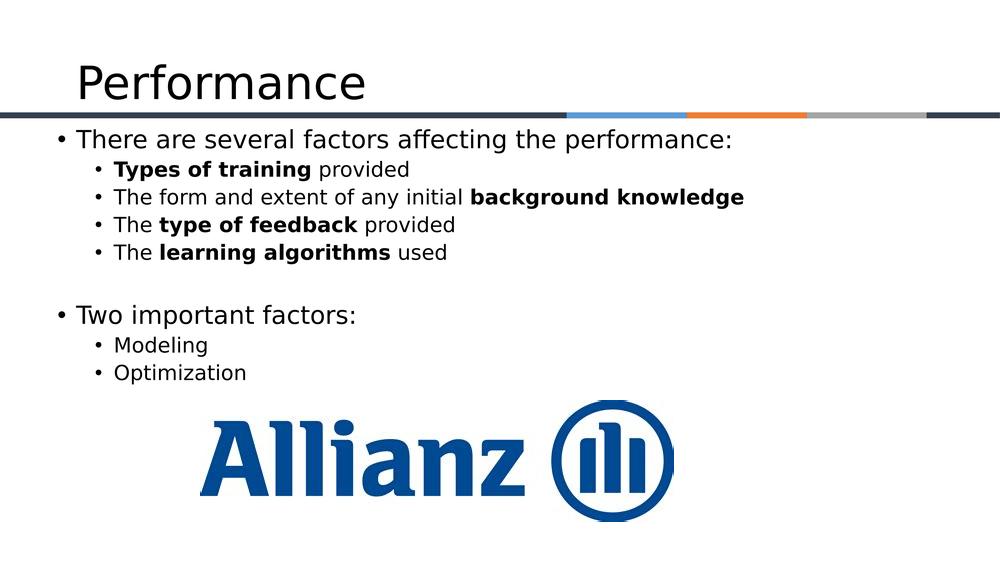 Performance
• There are several factors affecting the performance:
• Types of training provided
• The form and extent of any initial background knowledge
• The type of feedback provided
• The learning algorithms used
• Two important factors:
• Modeling
• Optimization
Allianz